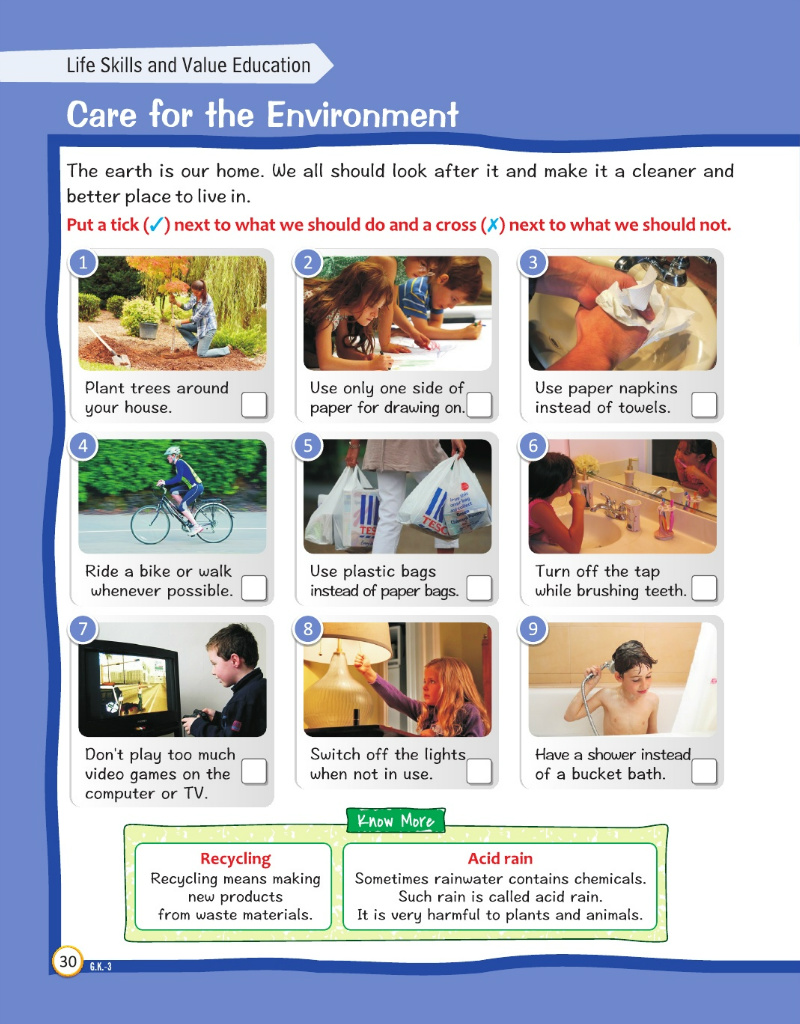 Life Skills and Value Education
Care for the Environment
The earth is our home. We all should look after it and make it a cleaner and
better place to live in.
Put a tick (✓) next to what we should do and a cross (✗) next to what we should not.
1
Plant trees around
your house.
2
Use only one side of
paper for drawing on.
3
Use paper napkins
instead of towels.
4
Ride a bike or walk
whenever possible.
5
TESCO
Use plastic bags
instead of paper bags.
6
Turn off the tap
while brushing teeth.
7
Don't play too much
video games on the
computer or TV.
8
Switch off the lights
when not in use.
9
Have a shower instead
of a bucket bath.
Know More
Recycling
Recycling means making
new products
from waste materials.
Acid rain
Sometimes rainwater contains chemicals.
Such rain is called acid rain.
It is very harmful to plants and animals.
30
G.K.-3